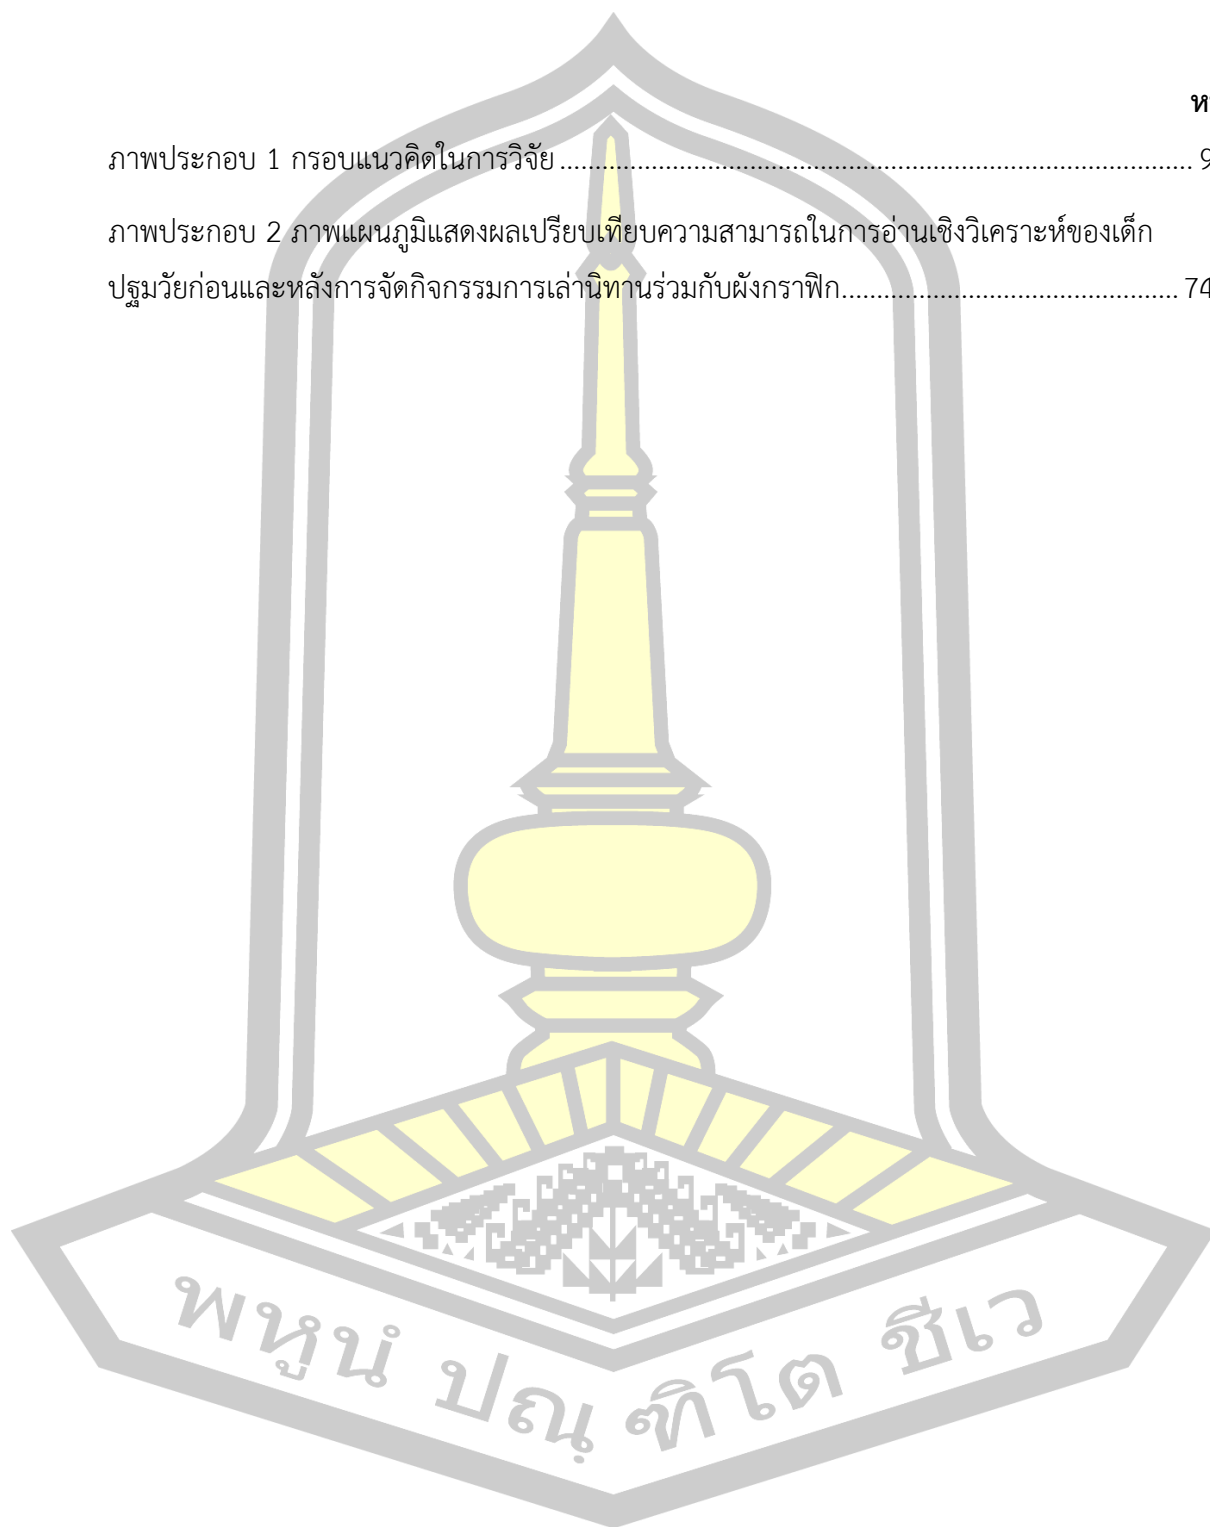 ภาพประกอบ 1 กรอบแนวคิดในการวิจัย ........................................................................................ 9
ภาพประกอบ 2 ภาพแผนภูมิแสดงผลเปรียบเทียบความสามารถในการอ่านเชิงวิเคราะห์ของเด็ก
ปฐมวัยก่อนและหลังการจัดกิจกรรมการเล่านิทานร่วมกับผังกราฟิก............................................... 74
พหูนํ ปณฺฑิโต ชีเว